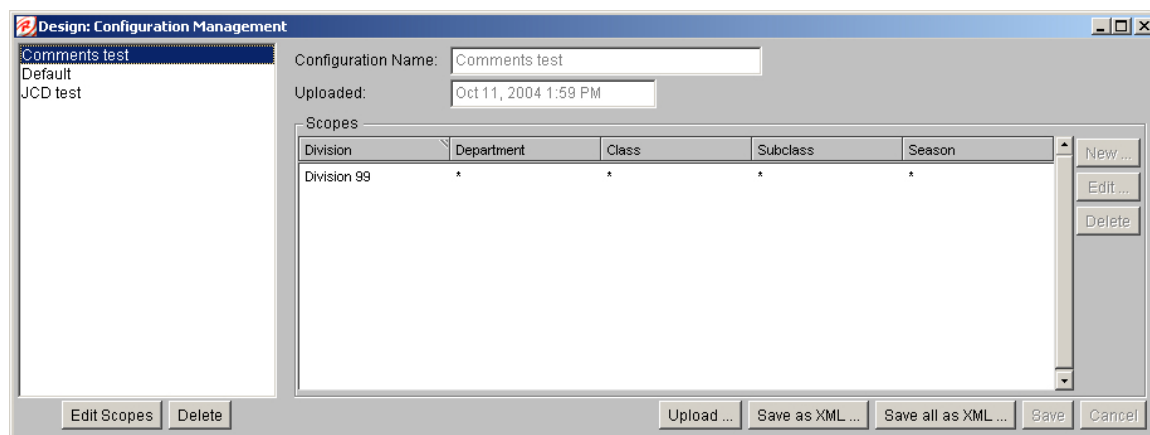 Design: Configuration Management
Comments test
Default
JCD test
Configuration Name: Comments test
Uploaded: Oct 11, 2004 1:59 PM
Scopes
Division Department Class Subclass Season
Division 99 * * * *
New ...
Edit ...
Delete
Edit Scopes Delete Upload ... Save as XML ... Save all as XML ... Save Cancel